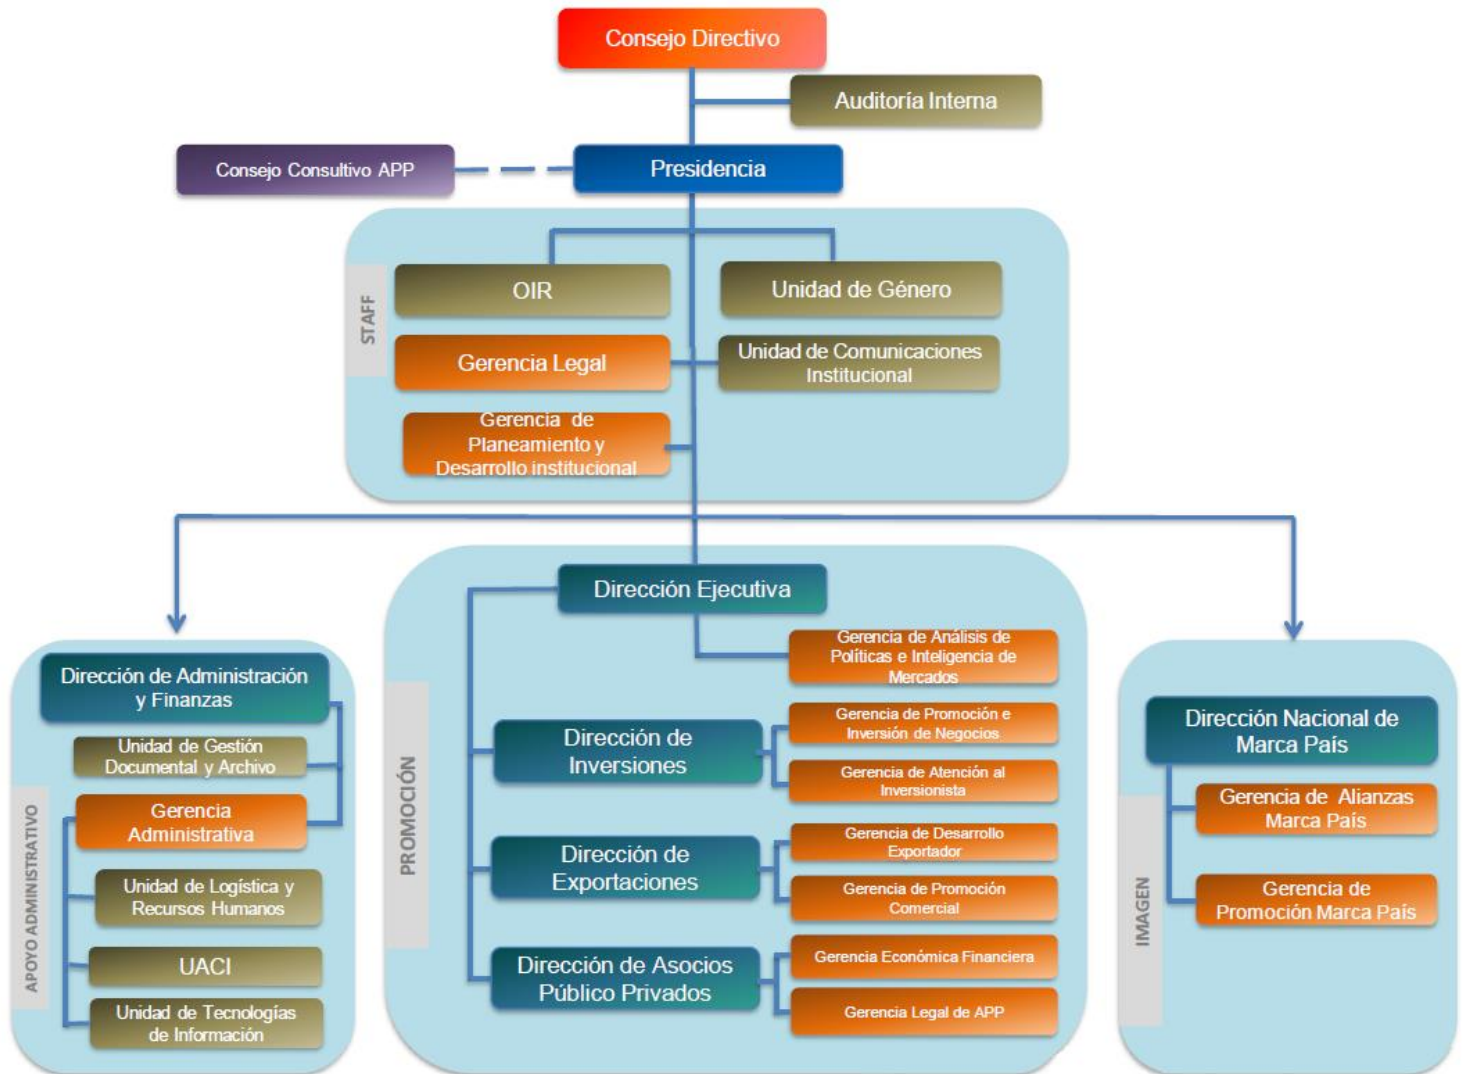 Consejo Directivo
Auditoría Interna
Consejo Consultivo APP
Presidencia
STAFF
OIR
Unidad de Género
Gerencia Legal
Unidad de Comunicaciones
Institucional
Gerencia de
Planeamiento y
Desarrollo institucional
APOYO ADMINISTRATIVO
Dirección de Administración
y Finanzas
Unidad de Gestión
Documental y Archivo
Gerencia
Administrativa
Unidad de Logística y
Recursos Humanos
UACI
Unidad de Tecnologías
de Información
PROMOCIÓN
Dirección Ejecutiva
Gerencia de Análisis de
Políticas e Inteligencia de
Mercados
Dirección de
Inversiones
Gerencia de Promoción e
Inversión de Negocios
Gerencia de Atención al
Inversionista
Dirección de
Exportaciones
Gerencia de Desarrollo
Exportador
Gerencia de Promoción
Comercial
Dirección de Asocios
Público Privados
Gerencia Económica Financiera
Gerencia Legal de APP
IMAGEN
Dirección Nacional de
Marca País
Gerencia de Alianzas
Marca País
Gerencia de
Promoción Marca País